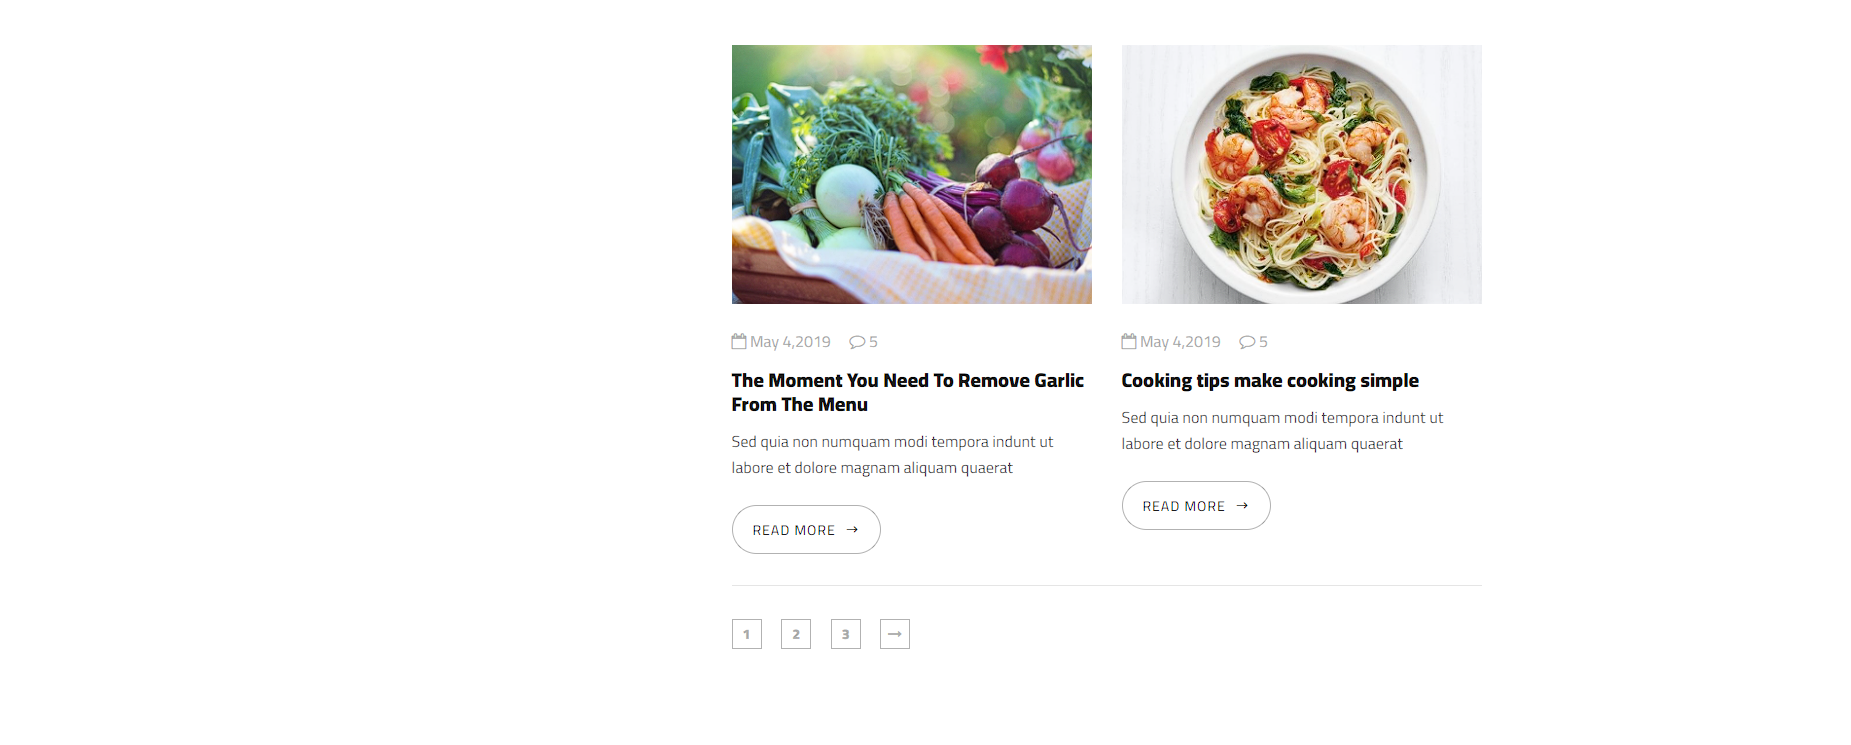 May 4,2019 5
The Moment You Need To Remove Garlic
From The Menu
Sed quia non numquam modi tempora indunt ut
labore et dolore magnam aliquam quaerat
READ MORE →
May 4,2019 5
Cooking tips make cooking simple
Sed quia non numquam modi tempora indunt ut
labore et dolore magnam aliquam quaerat
READ MORE →
1 2 3 →